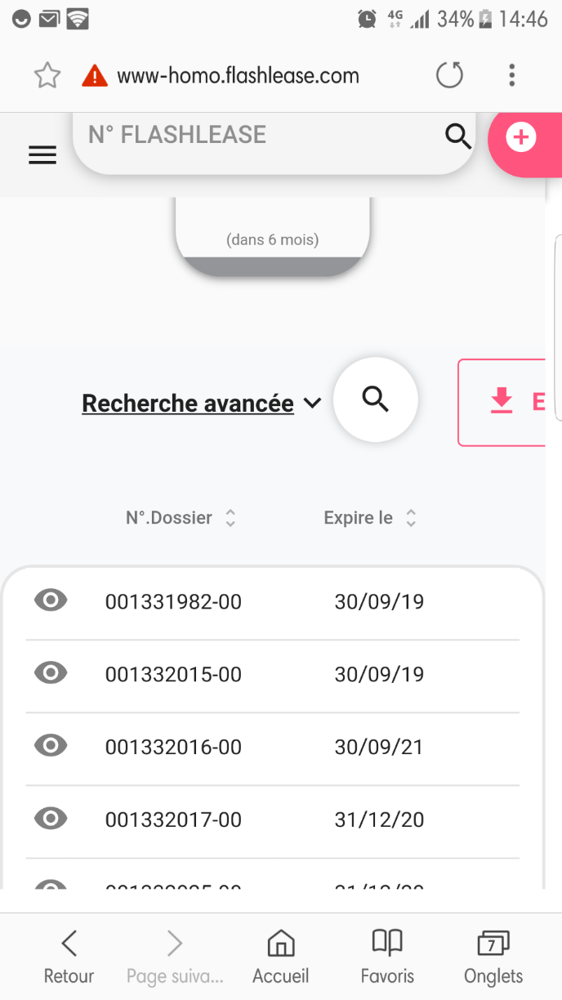 4G 34% 14:46
www-homo.flashlease.com
N° FLASHLEASE
(dans 6 mois)
Recherche avancée
E
N°.Dossier Expire le
001331982-00 30/09/19
001332015-00 30/09/19
001332016-00 30/09/21
001332017-00 31/12/20
7
Retour Page suiva... Accueil Favoris Onglets